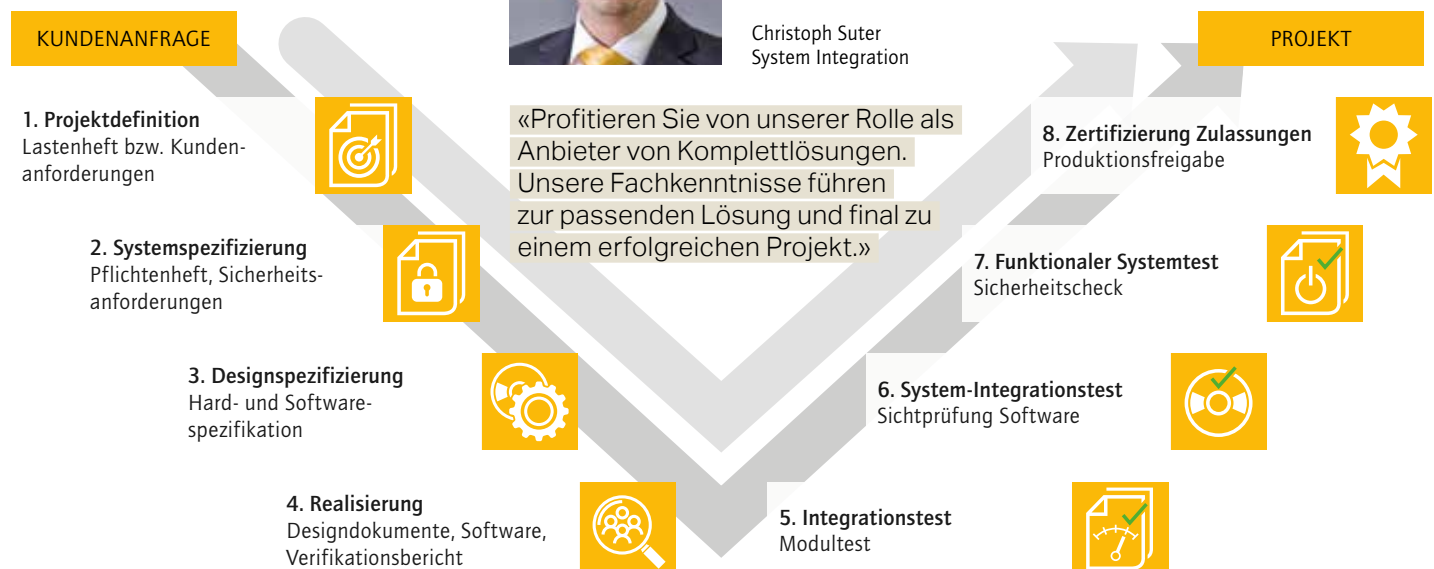 KUNDENANFRAGE
Christoph Suter
System Integration
PROJEKT
«Profitieren Sie von unserer Rolle als
Anbieter von Komplettlösungen.
Unsere Fachkenntnisse führen
zur passenden Lösung und final zu
einem erfolgreichen Projekt.»
1. Projektdefinition
Lastenheft bzw. Kunden-
anforderungen
2. Systemspezifizierung
Pflichtenheft, Sicherheits-
anforderungen
3. Designspezifizierung
Hard- und Software-
spezifikation
4. Realisierung
Designdokumente, Software,
Verifikationsbericht
5. Integrationstest
Modultest
6. System-Integrationstest
Sichtprüfung Software
7. Funktionaler Systemtest
Sicherheitscheck
8. Zertifizierung Zulassungen
Produktionsfreigabe